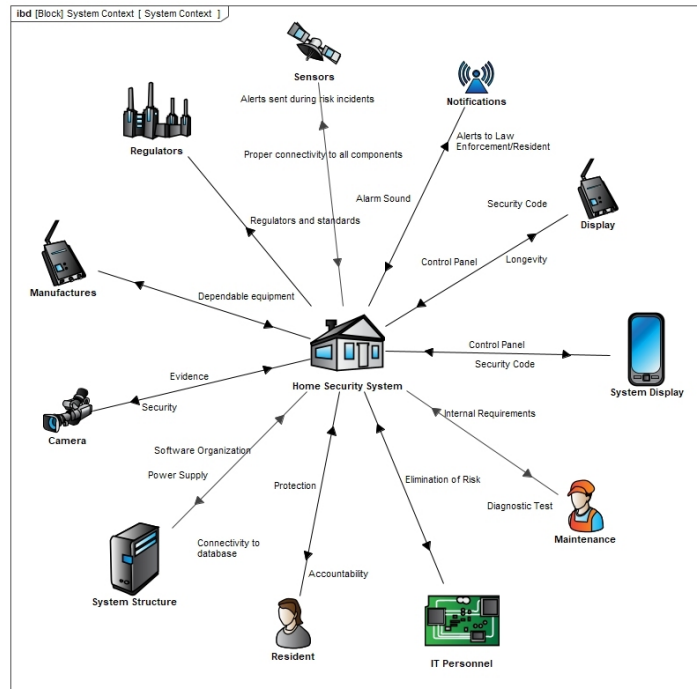 ibd [Block] System Context [ System Context ]
Sensors
Notifications
Alerts sent during risk incidents
Regulators
Alerts to Law
Enforcement/Resident
Proper connectivity to all components
Alarm Sound
Security Code
Display
Regulators and standards
Control Panel
Longevity
Manufactures
Dependable equipment
Control Panel
Security Code
Home Security System
System Display
Evidence
Security
Camera
Internal Requirements
Software Organization
Power Supply
Protection
Elimination of Risk
Diagnostic Test
Maintenance
Connectivity to
database
Accountability
System Structure
Resident
IT Personnel